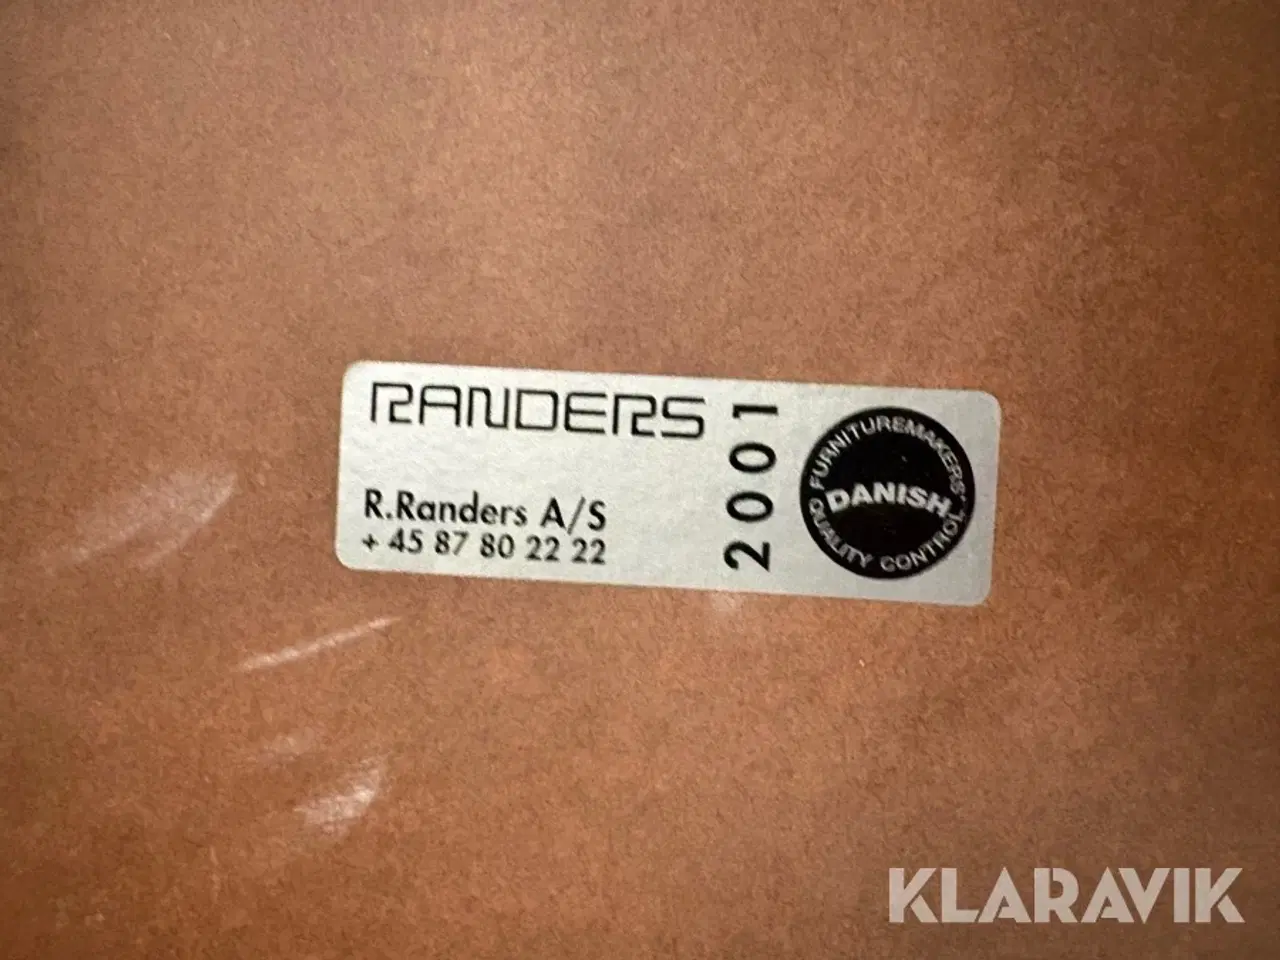 RANDERS
R.Randers A/S
+ 45 87 80 22 22
2001
FURNITUREMAKERS'
DANISH
QUALITY CONTROL
KLARAVIK